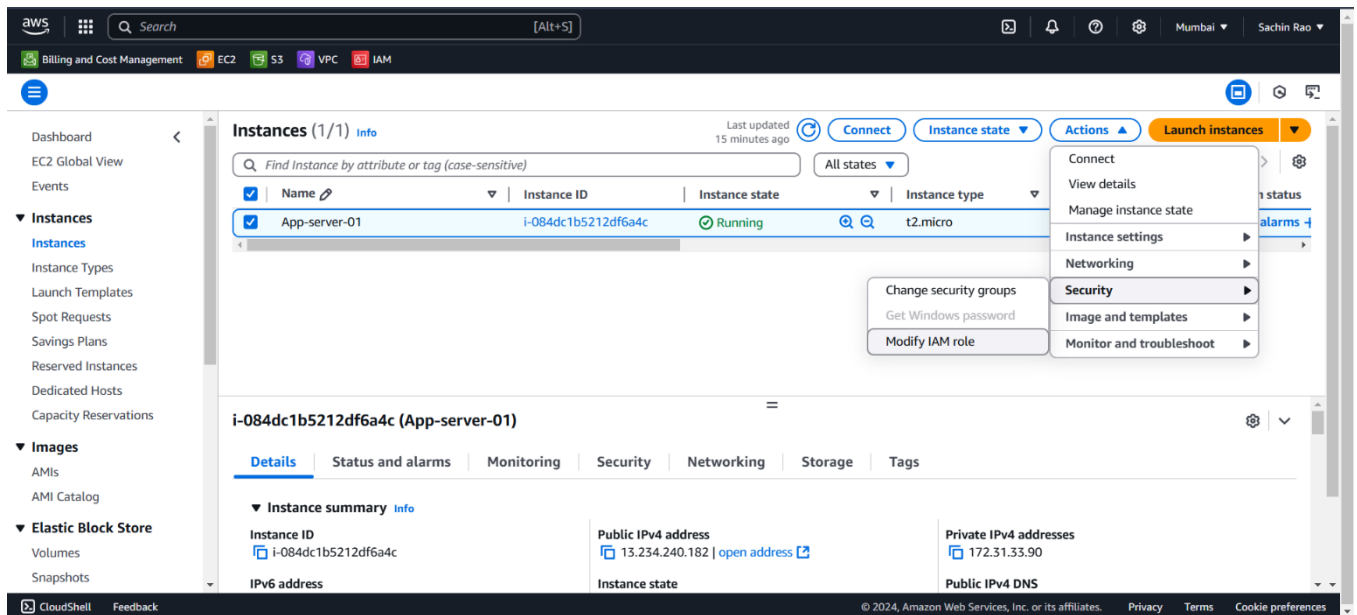 aws
Search [Alt+S]
Mumbai ▼ Sachin Rao ▼
Billing and Cost Management EC2 S3 VPC IAM
Dashboard
EC2 Global View
Events
▼ Instances
Instances
Instance Types
Launch Templates
Spot Requests
Savings Plans
Reserved Instances
Dedicated Hosts
Capacity Reservations
▼ Images
AMIs
AMI Catalog
▼ Elastic Block Store
Volumes
Snapshots
Instances (1/1) Info
Last updated
15 minutes ago
Connect
Instance state ▼
Actions ▲
Launch instances ▼
Find Instance by attribute or tag (case-sensitive)
All states ▼
Name Instance ID Instance state Instance type status
App-server-01 i-084dc1b5212df6a4c Running t2.micro alarms +
Connect
View details
Manage instance state
Instance settings
Networking
Security
Image and templates
Monitor and troubleshoot
Change security groups
Get Windows password
Modify IAM role
i-084dc1b5212df6a4c (App-server-01)
Details Status and alarms Monitoring Security Networking Storage Tags
▼ Instance summary Info
Instance ID
i-084dc1b5212df6a4c
IPv6 address
Public IPv4 address
13.234.240.182 | open address
Instance state
Private IPv4 addresses
172.31.33.90
Public IPv4 DNS
CloudShell Feedback
© 2024, Amazon Web Services, Inc. or its affiliates. Privacy Terms Cookie preferences